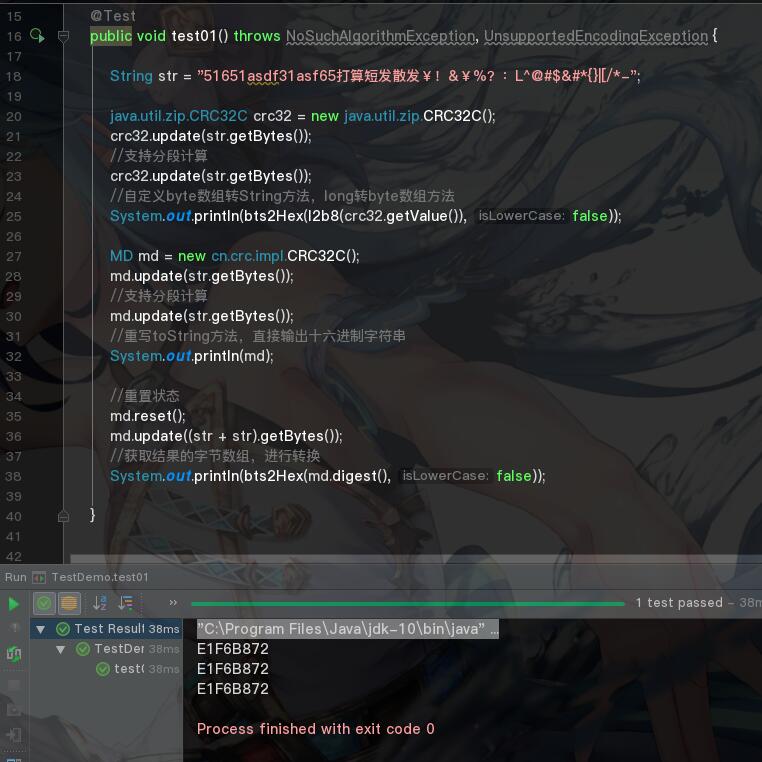 15 @Test
16 public void test01() throws NoSuchAlgorithmException, UnsupportedEncodingException {
17
18 String str = "51651asdf31asf65打算短发散发￥！&￥%？：L^@#$&#*{}|[/*-";
19
20 java.util.zip.CRC32C crc32 = new java.util.zip.CRC32C();
21 crc32.update(str.getBytes());
22 //支持分段计算
23 crc32.update(str.getBytes());
24 //自定义byte数组转String方法，long转byte数组方法
25 System.out.println(bts2Hex(l2b8(crc32.getValue()), isLowerCase: false));
26
27 MD md = new cn.crc.impl.CRC32C();
28 md.update(str.getBytes());
29 //支持分段计算
30 md.update(str.getBytes());
31 //重写toString方法，直接输出十六进制字符串
32 System.out.println(md);
33
34 //重置状态
35 md.reset();
36 md.update((str + str).getBytes());
37 //获取结果的字节数组，进行转换
38 System.out.println(bts2Hex(md.digest(), isLowerCase: false));
39
40 }
41
42
Run TestDemo.test01
1 test passed – 38m
Test Resul 38ms
"C:\Program Files\Java\jdk-10\bin\java" ...
TestDer 38ms
E1F6B872
test( 38ms
E1F6B872
E1F6B872
Process finished with exit code 0